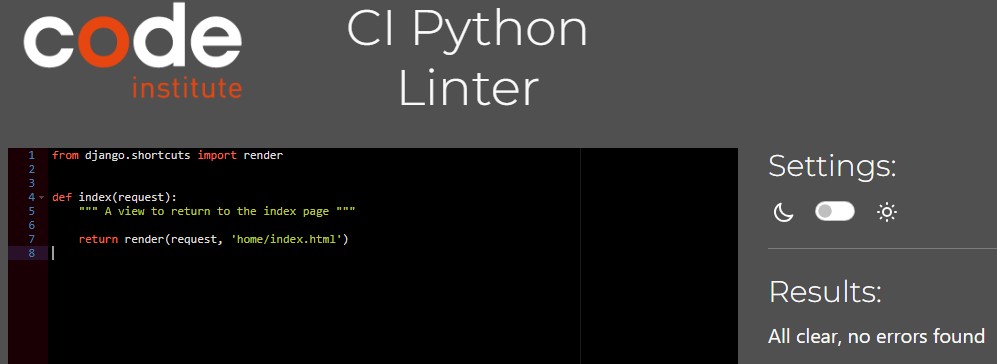 code
institute
CI Python
Linter
1 from django.shortcuts import render
2
3
4 def index(request):
5     """ A view to return to the index page """
6
7     return render(request, 'home/index.html')
8
Settings:
Results:
All clear, no errors found